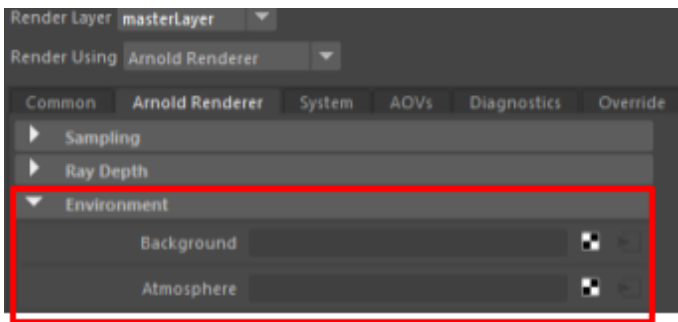 Render Layer masterLayer
Render Using Arnold Renderer
Common Arnold Renderer System AOVs Diagnostics Override
Sampling
Ray Depth
Environment
Background
Atmosphere